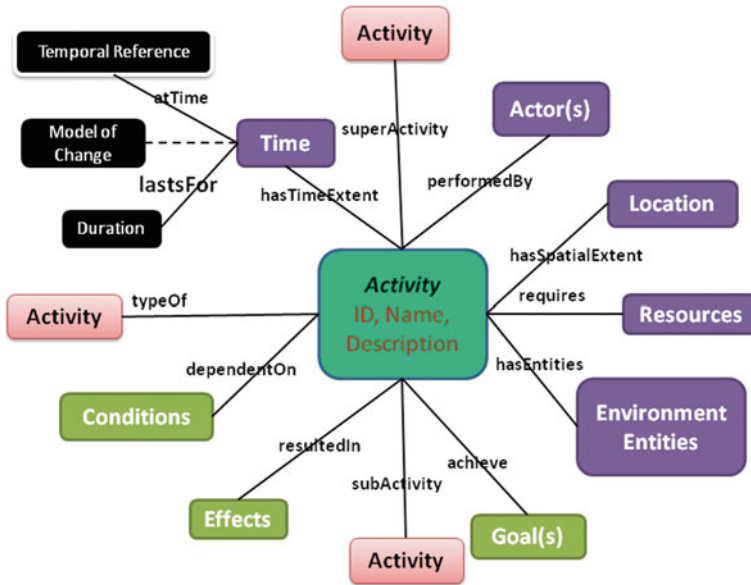 Activity
Temporal Reference
atTime
Actor(s)
Model of
Change
Time
superActivity
lastsFor
performedBy
hasTimeExtent
Location
Duration
hasSpatialExtent
Activity
ID, Name,
Description
typeOf
Activity
requires
Resources
dependentOn
hasEntities
Conditions
Environment
Entities
resultedIn
achieve
subActivity
Effects
Goal(s)
Activity